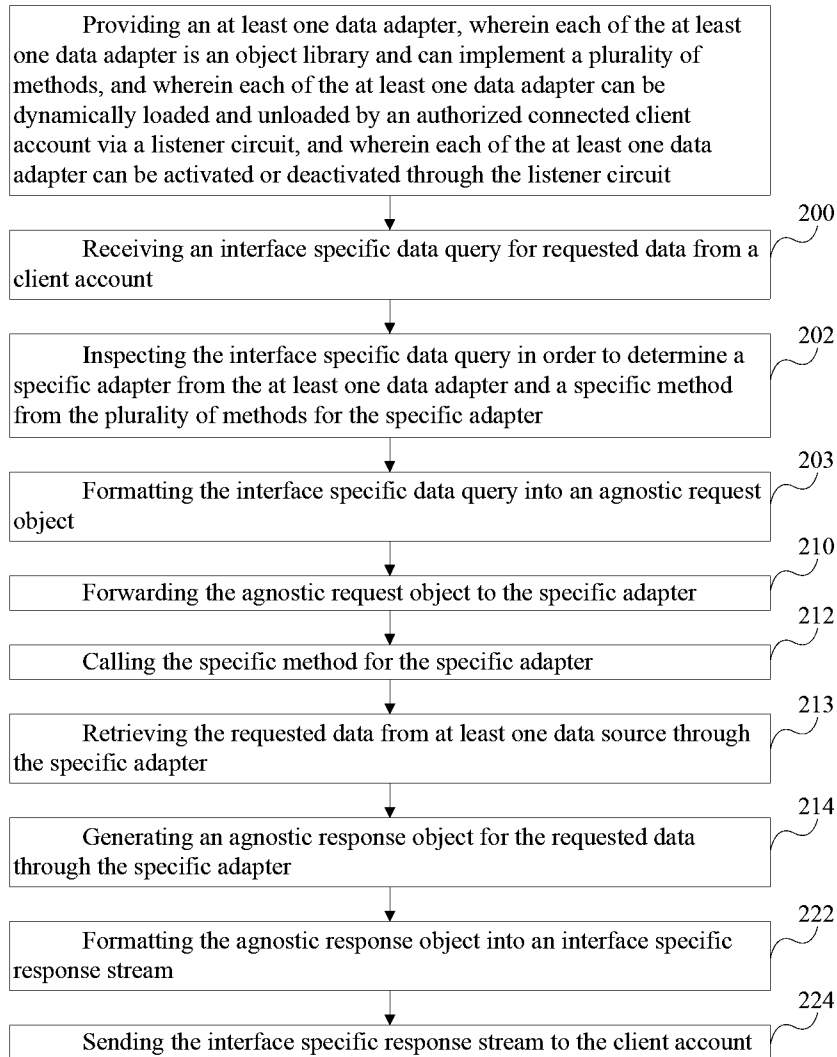 Providing an at least one data adapter, wherein each of the at least
one data adapter is an object library and can implement a plurality of
methods, and wherein each of the at least one data adapter can be
dynamically loaded and unloaded by an authorized connected client
account via a listener circuit, and wherein each of the at least one data
adapter can be activated or deactivated through the listener circuit
200
Receiving an interface specific data query for requested data from a
client account
202
Inspecting the interface specific data query in order to determine a
specific adapter from the at least one data adapter and a specific method
from the plurality of methods for the specific adapter
203
Formatting the interface specific data query into an agnostic request
object
210
Forwarding the agnostic request object to the specific adapter
212
Calling the specific method for the specific adapter
213
Retrieving the requested data from at least one data source through
the specific adapter
214
Generating an agnostic response object for the requested data
through the specific adapter
222
Formatting the agnostic response object into an interface specific
response stream
224
Sending the interface specific response stream to the client account